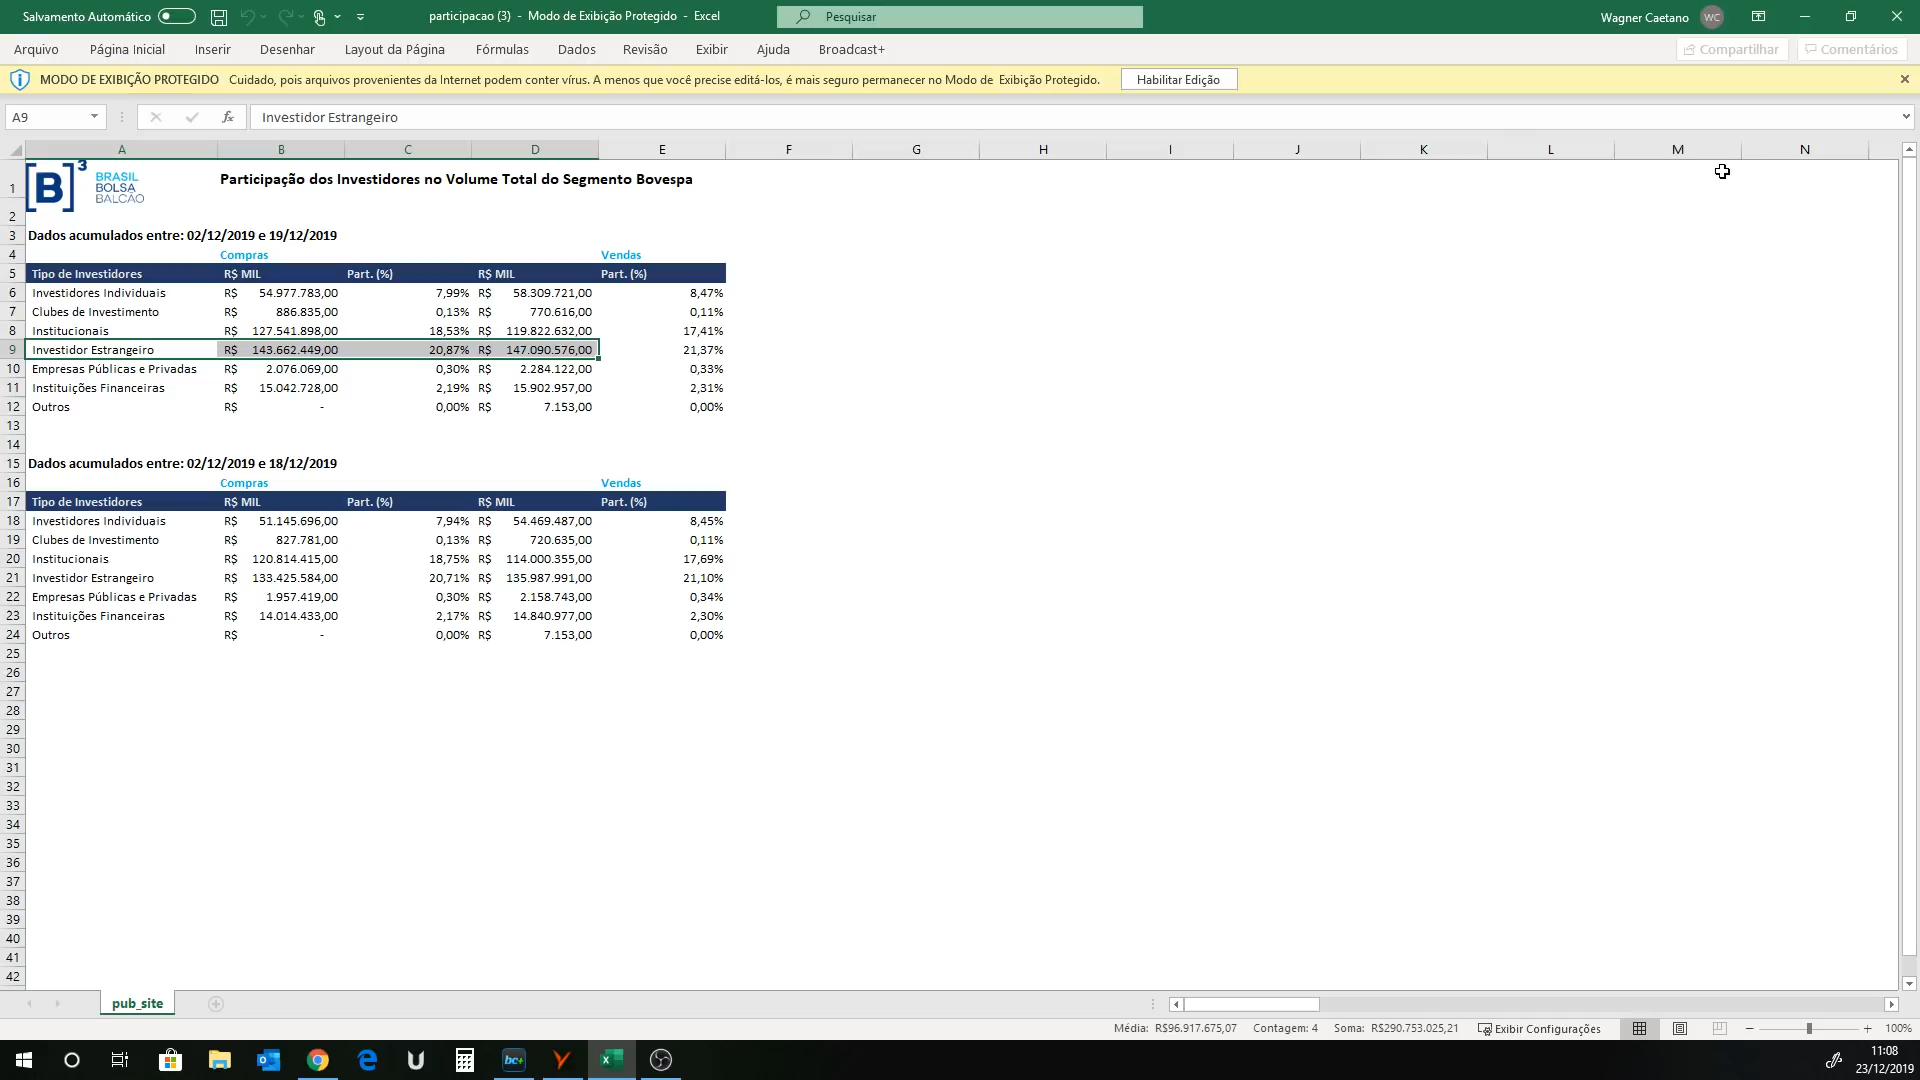 Salvamento Automático participacao (3) - Modo de Exibição Protegido - Excel Pesquisar Wagner Caetano WC
Arquivo Página Inicial Inserir Desenhar Layout da Página Fórmulas Dados Revisão Exibir Ajuda Broadcast+ Compartilhar Comentários
MODO DE EXIBIÇÃO PROTEGIDO Cuidado, pois arquivos provenientes da Internet podem conter vírus. A menos que você precise editá-los, é mais seguro permanecer no Modo de Exibição Protegido. Habilitar Edição
A9 fx Investidor Estrangeiro
A B C D E F G H I J K L M N
1 [B]3 BRASIL BOLSA BALCÃO Participação dos Investidores no Volume Total do Segmento Bovespa
2
3 Dados acumulados entre: 02/12/2019 e 19/12/2019
4 Compras Vendas
5 Tipo de Investidores R$ MIL Part. (%) R$ MIL Part. (%)
6 Investidores Individuais R$ 54.977.783,00 7,99% R$ 58.309.721,00 8,47%
7 Clubes de Investimento R$ 886.835,00 0,13% R$ 770.616,00 0,11%
8 Institucionais R$ 127.541.898,00 18,53% R$ 119.822.632,00 17,41%
9 Investidor Estrangeiro R$ 143.662.449,00 20,87% R$ 147.090.576,00 21,37%
10 Empresas Públicas e Privadas R$ 2.076.069,00 0,30% R$ 2.284.122,00 0,33%
11 Instituições Financeiras R$ 15.042.728,00 2,19% R$ 15.902.957,00 2,31%
12 Outros R$ - 0,00% R$ 7.153,00 0,00%
13
14
15 Dados acumulados entre: 02/12/2019 e 18/12/2019
16 Compras Vendas
17 Tipo de Investidores R$ MIL Part. (%) R$ MIL Part. (%)
18 Investidores Individuais R$ 51.145.696,00 7,94% R$ 54.469.487,00 8,45%
19 Clubes de Investimento R$ 827.781,00 0,13% R$ 720.635,00 0,11%
20 Institucionais R$ 120.814.415,00 18,75% R$ 114.000.355,00 17,69%
21 Investidor Estrangeiro R$ 133.425.584,00 20,71% R$ 135.987.991,00 21,10%
22 Empresas Públicas e Privadas R$ 1.957.419,00 0,30% R$ 2.158.743,00 0,34%
23 Instituições Financeiras R$ 14.014.433,00 2,17% R$ 14.840.977,00 2,30%
24 Outros R$ - 0,00% R$ 7.153,00 0,00%
25
26
27
28
29
30
31
32
33
34
35
36
37
38
39
40
41
42
pub_site
Média: R$96.917.675,07 Contagem: 4 Soma: R$290.753.025,21 Exibir Configurações 100%
bc+ 11:08
23/12/2019